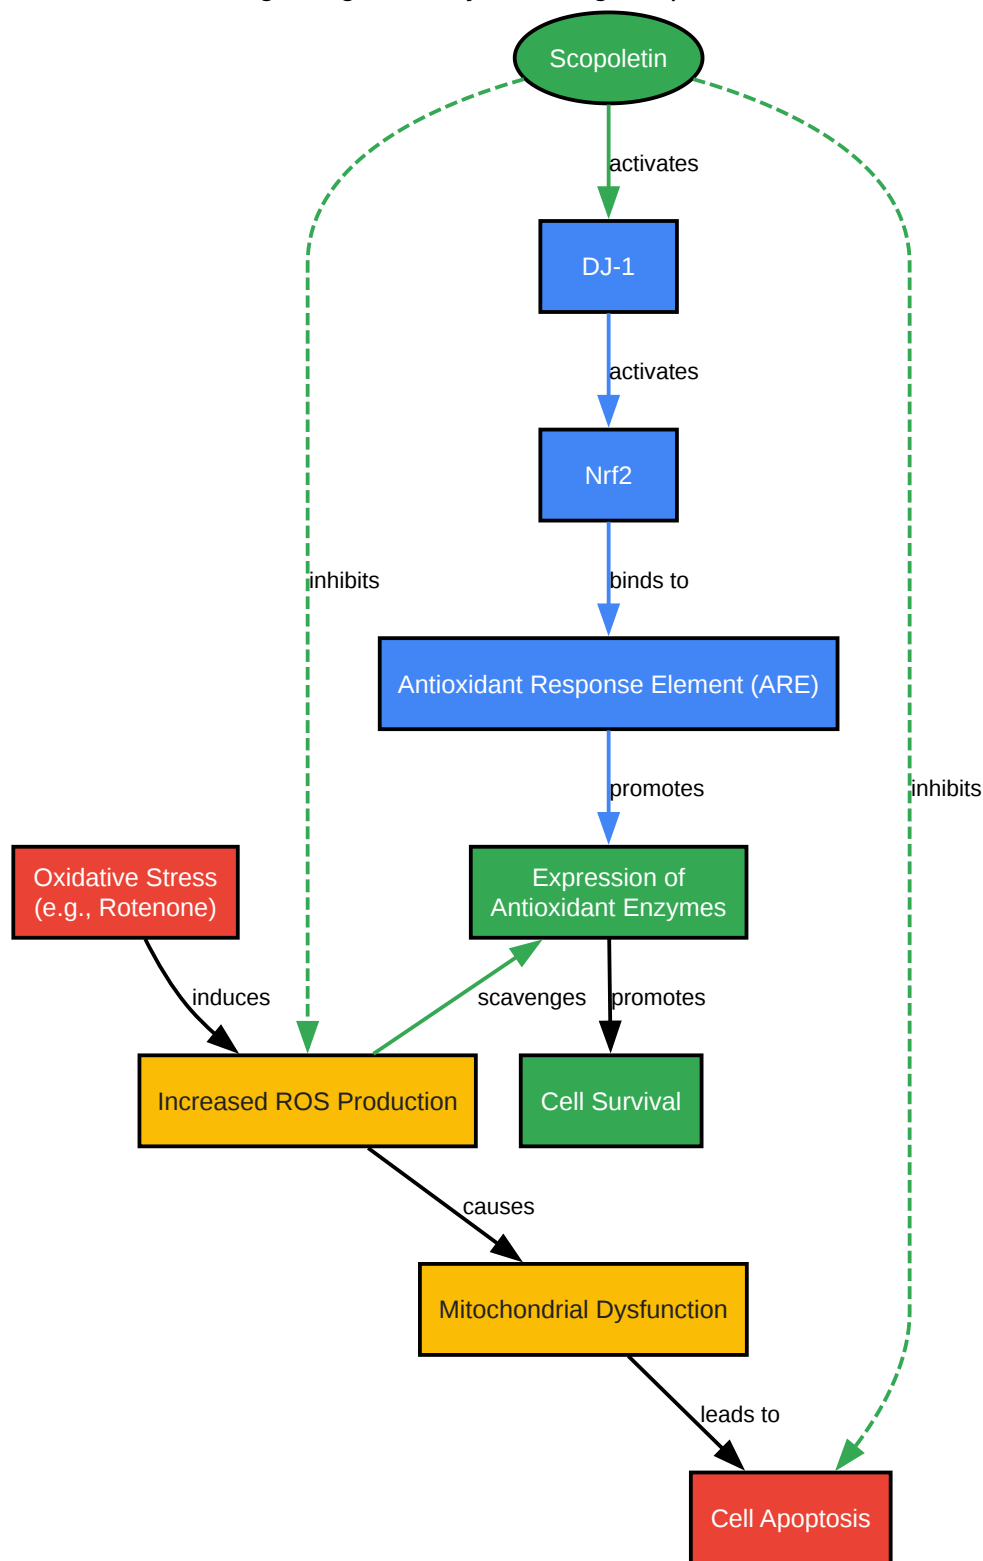 Scopoletin
activates
DJ-1
activates
Nrf2
inhibits
binds to
Antioxidant Response Element (ARE)
promotes
inhibits
Oxidative Stress
(e.g., Rotenone)
Expression of
Antioxidant Enzymes
induces
scavenges
promotes
Increased ROS Production
Cell Survival
causes
Mitochondrial Dysfunction
leads to
Cell Apoptosis